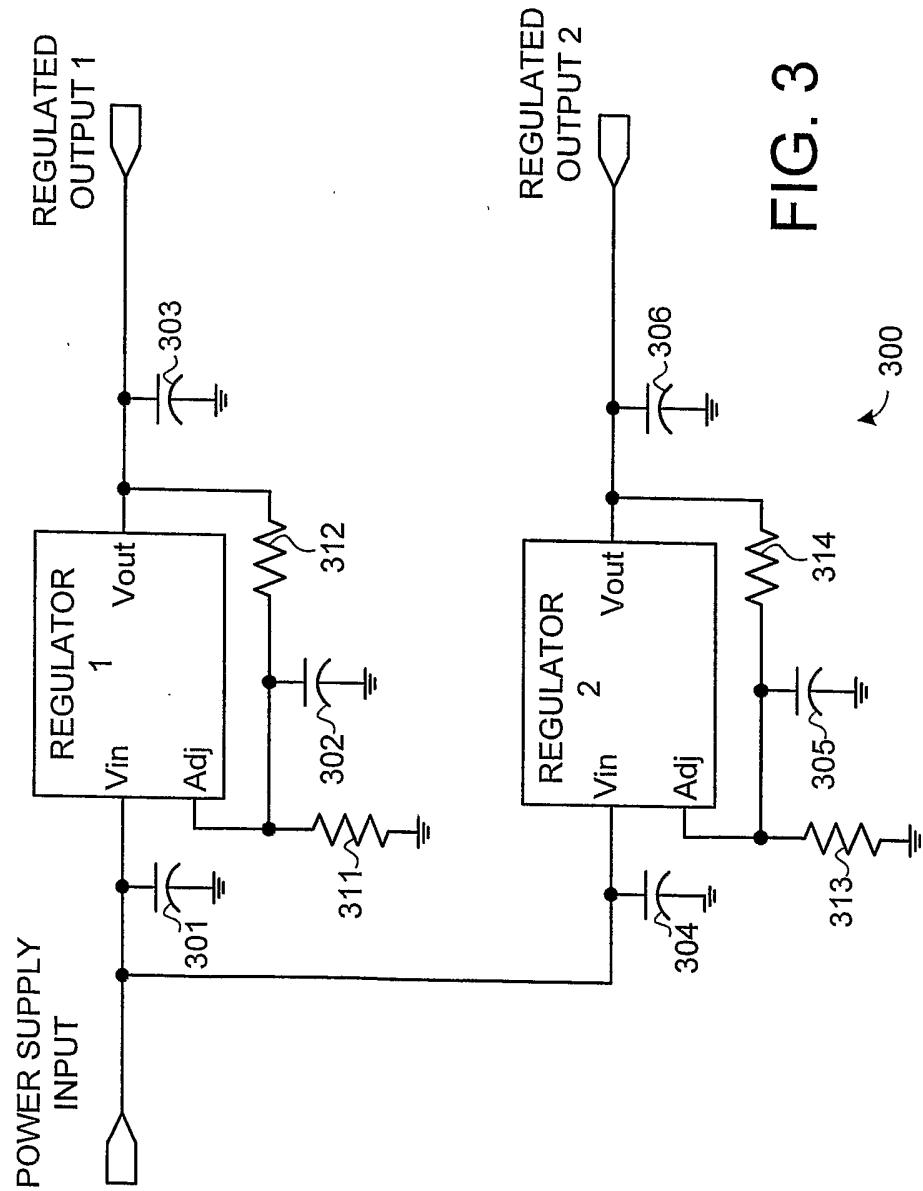 POWER SUPPLY
INPUT
301
311
REGULATOR
1
Vin
Vout
Adj
302
312
303
REGULATED
OUTPUT 1
304
313
REGULATOR
2
Vin
Vout
Adj
305
314
306
REGULATED
OUTPUT 2
300
FIG. 3